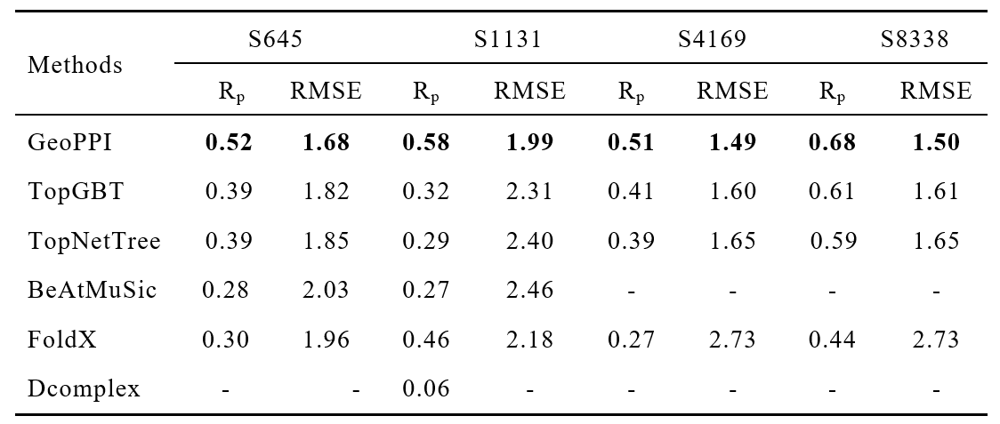 S645 S1131 S4169 S8338
Methods
Rp RMSE Rp RMSE Rp RMSE Rp RMSE
GeoPPI 0.52 1.68 0.58 1.99 0.51 1.49 0.68 1.50
TopGBT 0.39 1.82 0.32 2.31 0.41 1.60 0.61 1.61
TopNetTree 0.39 1.85 0.29 2.40 0.39 1.65 0.59 1.65
BeAtMuSic 0.28 2.03 0.27 2.46 - - - -
FoldX 0.30 1.96 0.46 2.18 0.27 2.73 0.44 2.73
Dcomplex - - 0.06 - - - - -